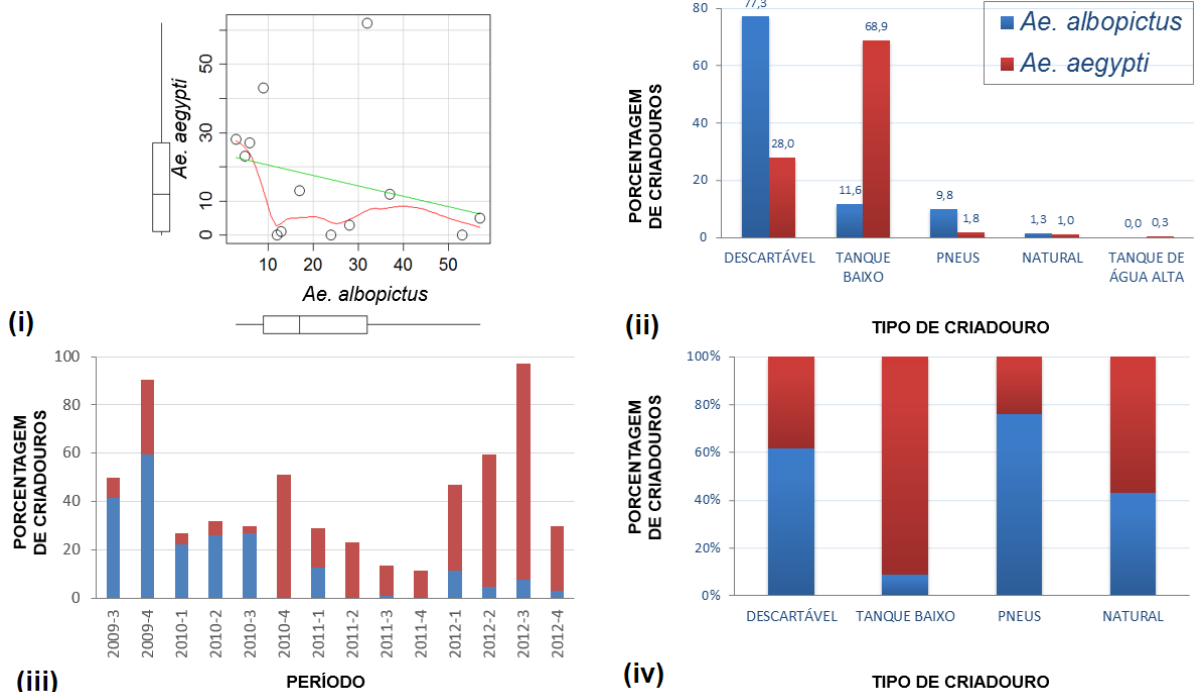 Ae. aegypti
50
30
10
0
10
20
30
40
50
Ae. albopictus
(i)
PORCENTAGEM
DE CRIADOUROS
80
60
40
20
0
77,3
28,0
11,6
68,9
9,8
1,8
1,3
1,0
0,0
0,3
Ae. albopictus
Ae. aegypti
DESCARTÁVEL
TANQUE
BAIXO
PNEUS
NATURAL
TANQUE DE
ÁGUA ALTA
(ii)
TIPO DE CRIADOURO
PORCENTAGEM
DE CRIADOUROS
100
80
60
40
20
0
2009-3
2009-4
2010-1
2010-2
2010-3
2010-4
2011-1
2011-2
2011-3
2011-4
2012-1
2012-2
2012-3
2012-4
(iii)
PERÍODO
PORCENTAGEM
DE CRIADOUROS
100%
80%
60%
40%
20%
0%
DESCARTÁVEL
TANQUE BAIXO
PNEUS
NATURAL
(iv)
TIPO DE CRIADOURO